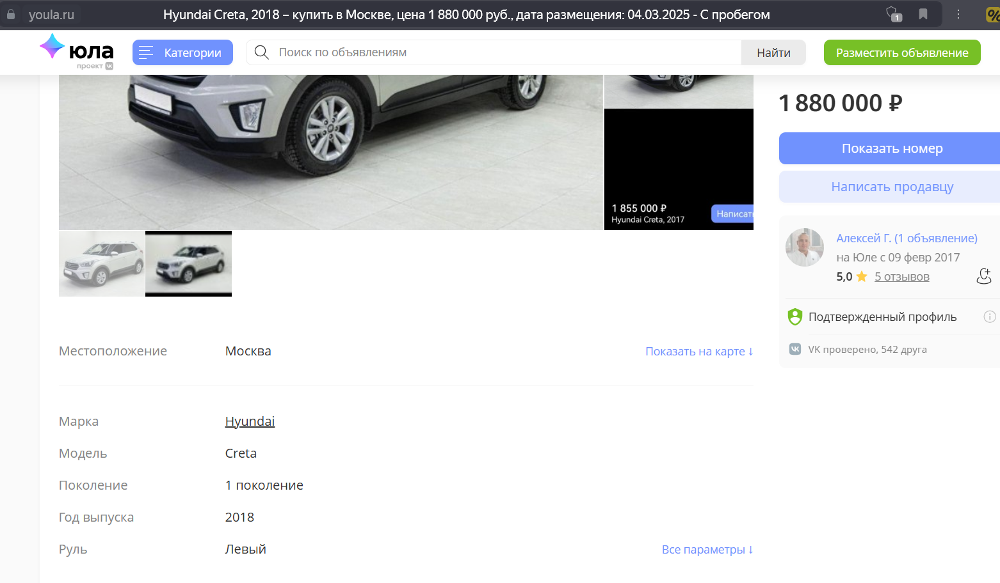 youla.ru
Hyundai Creta, 2018 – купить в Москве, цена 1 880 000 руб., дата размещения: 04.03.2025 - С пробегом
1
%
юла
проект
Категории
Поиск по объявлениям
Найти
Разместить объявление
1 880 000 ₽
Показать номер
Написать продавцу
1 855 000 ₽
Hyundai Creta, 2017
Написат
Алексей Г. (1 объявление)
на Юле с 09 февр 2017
5,0 5 отзывов
Подтвержденный профиль
VK проверено, 542 друга
Местоположение Москва Показать на карте ↓
Марка Hyundai
Модель Creta
Поколение 1 поколение
Год выпуска 2018
Руль Левый Все параметры ↓